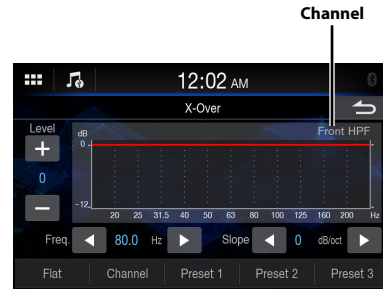 Channel
12:02 AM
X-Over
Level
dB
Front HPF
0
0
-12
20 25 31.5 40 50 63 80 100 125 160 200 Hz
Freq. 80.0 Hz Slope 0 dB/oct
Flat Channel Preset 1 Preset 2 Preset 3